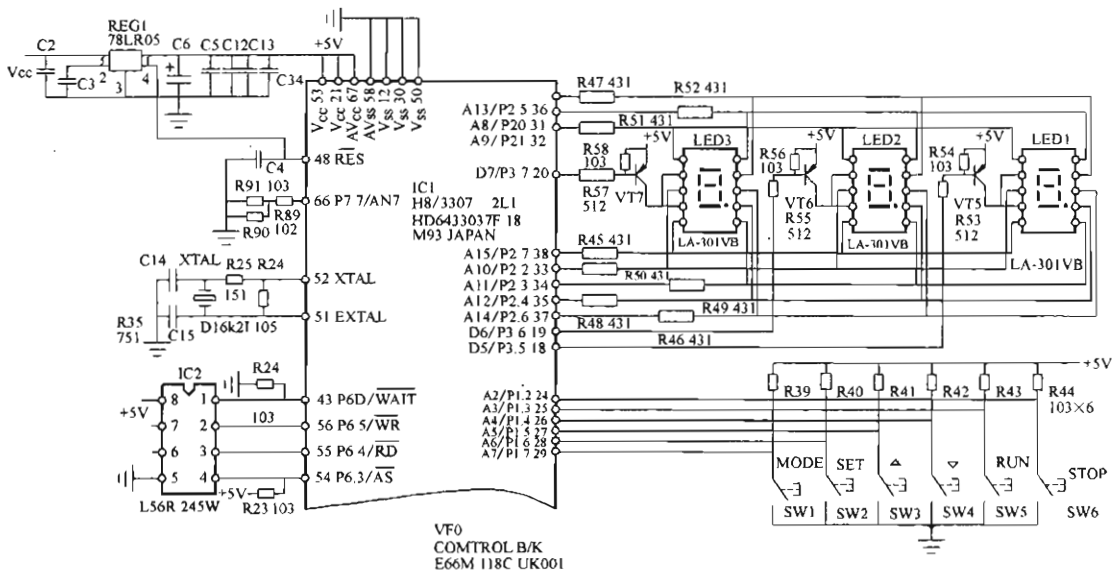 REG1
78LR05
C2
C6
C5
C12
C13
+5V
Vcc
C3
2
3
4
C34
Vcc 53
Vcc 21
AVcc 67
AVss 58
Vss 12
Vss 30
Vss 50
C4
48 RES
R91 103
R89
102
R90
66 P7 7/AN7
IC1
H8/3307 2L1
HD6433037F 18
M93 JAPAN
C14
XTAL
R25
R24
151
52 XTAL
R35
751
C15
D16k2I 105
51 EXTAL
IC2
R24
+5V
8
1
43 P6D/WAIT
103
7
2
56 P6 5/WR
6
3
55 P6 4/RD
5
4
54 P6.3/AS
L56R 245W
+5V
R23 103
VF0
COMTROL B/K
E66M 118C UK001
R47 431
R52 431
A13/P2 5 36
A8/P20 31
R51 431
A9/P21 32
D7/P3 7 20
R58
103
R57
512
+5V
VT7
LED3
LA-301VB
R56
103
+5V
VT6
R55
512
LED2
LA-301VB
R54
103
+5V
VT5
R53
512
LED1
LA-301VB
A15/P2 7 38
R45 431
A10/P2 2 33
A11/P2 3 34
R50 431
A12/P2.4 35
A14/P2.6 37
R49 431
D6/P3 6 19
R48 431
D5/P3.5 18
R46 431
+5V
R39
R40
R41
R42
R43
R44
103×6
A2/P1.2 24
A3/P1.3 25
A4/P1.4 26
A5/P1.5 27
A6/P1.6 28
A7/P1 7 29
MODE
SET
△
▽
RUN
STOP
SW1
SW2
SW3
SW4
SW5
SW6